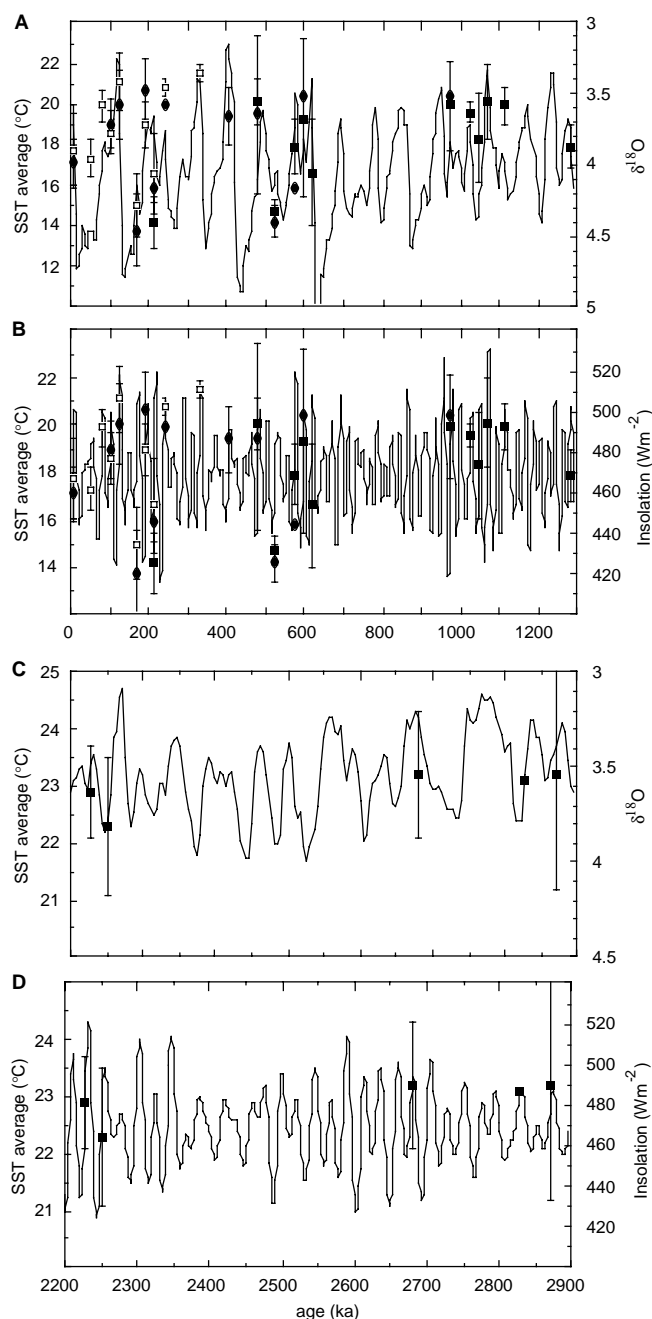 A
SST average (°C)
22
20
18
16
14
12
3
3.5
4
4.5
5
δ18O
B
SST average (°C)
22
20
18
16
14
520
500
480
460
440
420
Insolation (Wm-2)
0 200 400 600 800 1000 1200
C
SST average (°C)
25
24
23
22
21
3
3.5
4
4.5
δ18O
D
SST average (°C)
24
23
22
21
520
500
480
460
440
420
Insolation (Wm-2)
2200 2300 2400 2500 2600 2700 2800 2900
age (ka)